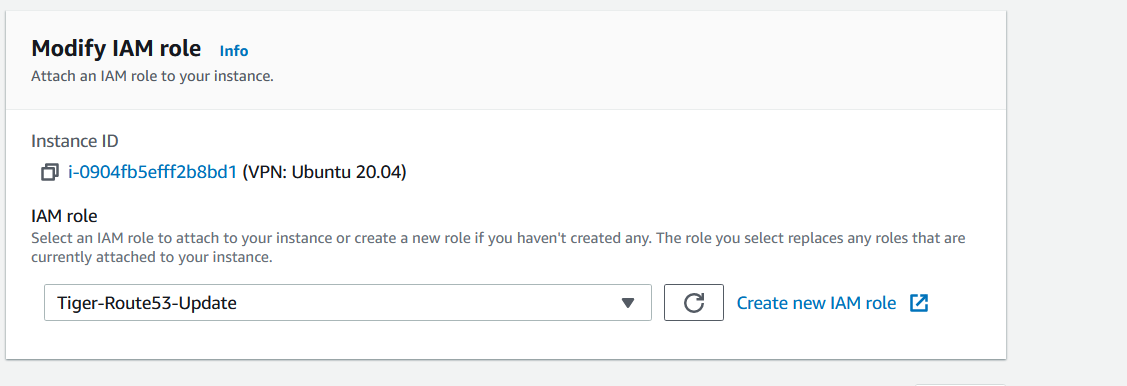 Modify IAM role Info
Attach an IAM role to your instance.
Instance ID
i-0904fb5efff2b8bd1 (VPN: Ubuntu 20.04)
IAM role
Select an IAM role to attach to your instance or create a new role if you haven't created any. The role you select replaces any roles that are
currently attached to your instance.
Tiger-Route53-Update
Create new IAM role